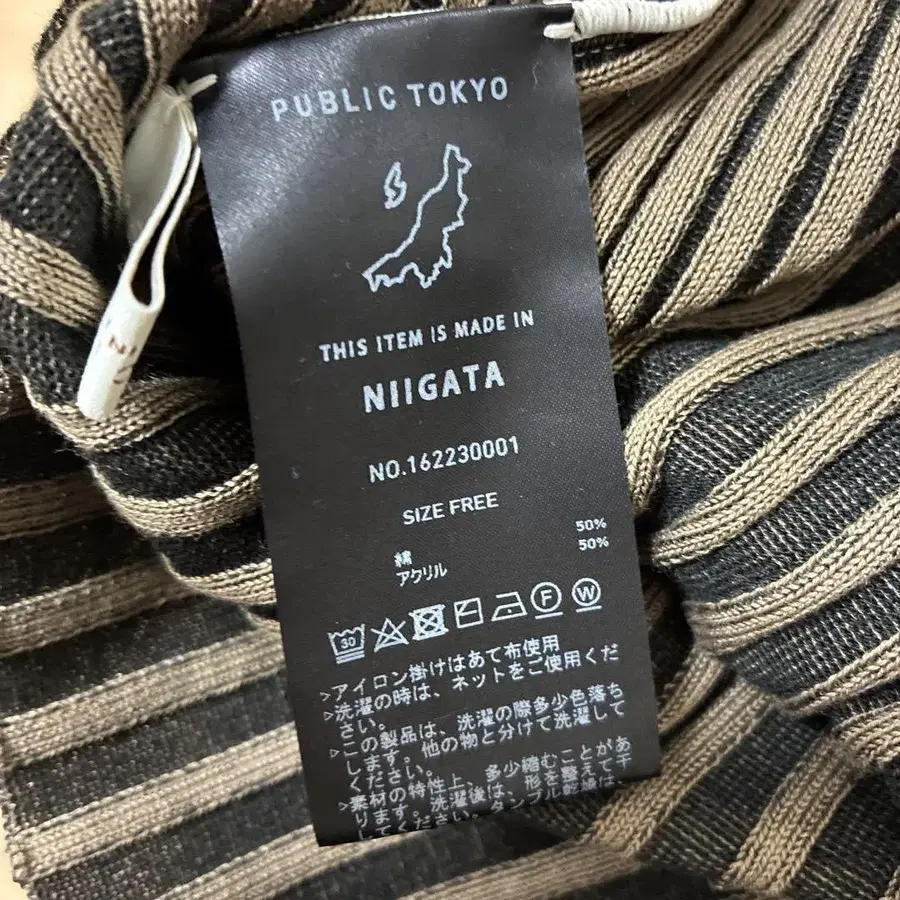 PUBLIC TOKYO
THIS ITEM IS MADE IN
NIIGATA
NO.162230001
SIZE FREE
綿 50%
アクリル 50%
30 F W
>アイロン掛けはあて布使用
>洗濯の時は、ネットをご使用くだ
さい。
>この製品は、洗濯の際多少色落ち
します。他の物と分けて洗濯して
ください。
>素材の特性上、多少縮むことがあ
ります。洗濯後は、形を整えて干
してください。タンブル乾燥は、